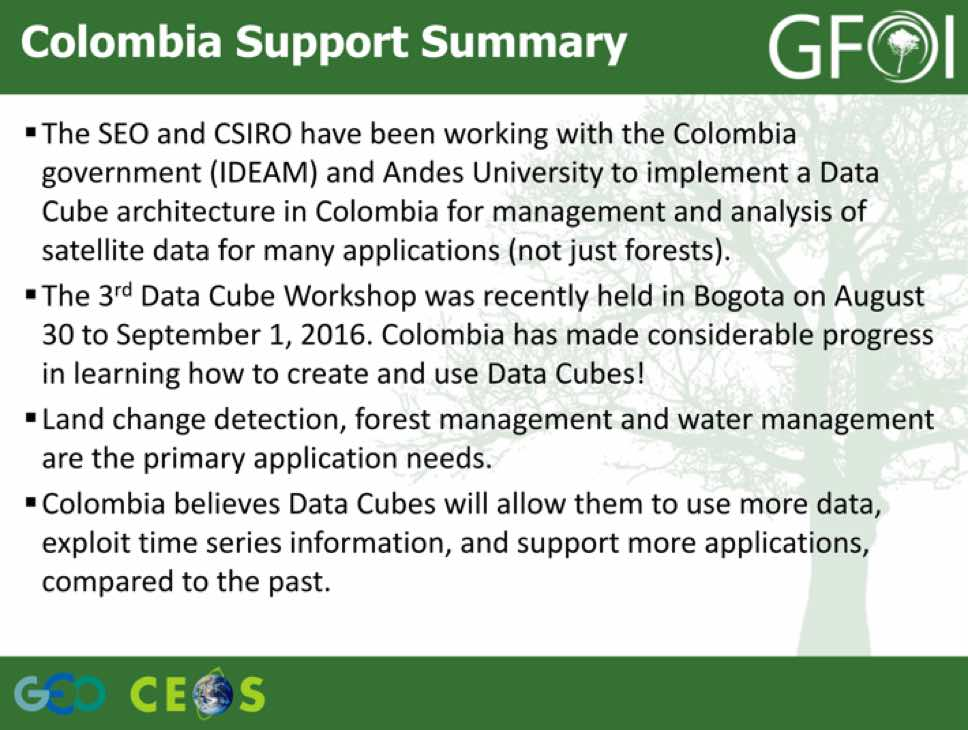 Colombia Support Summary
GFOI
▪ The SEO and CSIRO have been working with the Colombia
government (IDEAM) and Andes University to implement a Data
Cube architecture in Colombia for management and analysis of
satellite data for many applications (not just forests).
▪ The 3rd Data Cube Workshop was recently held in Bogota on August
30 to September 1, 2016. Colombia has made considerable progress
in learning how to create and use Data Cubes!
▪ Land change detection, forest management and water management
are the primary application needs.
▪ Colombia believes Data Cubes will allow them to use more data,
exploit time series information, and support more applications,
compared to the past.
GEO CEOS